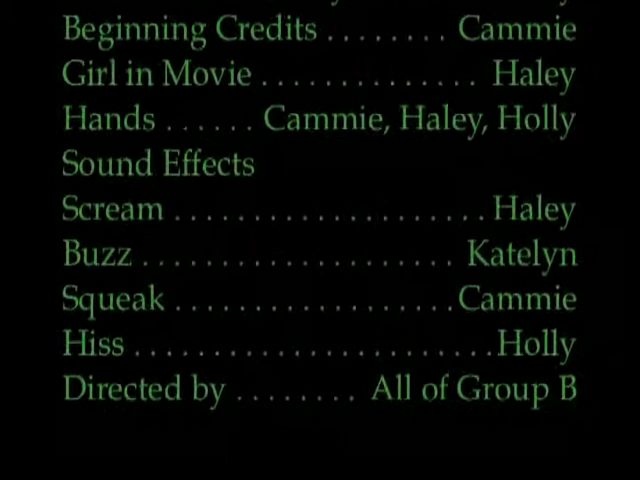 Beginning Credits . . . . . . . . Cammie
Girl in Movie . . . . . . . . . . . . . . Haley
Hands . . . . . . Cammie, Haley, Holly
Sound Effects
Scream . . . . . . . . . . . . . . . . . . . . Haley
Buzz . . . . . . . . . . . . . . . . . . . . Katelyn
Squeak . . . . . . . . . . . . . . . . . . Cammie
Hiss . . . . . . . . . . . . . . . . . . . . . . . Holly
Directed by . . . . . . . . All of Group B